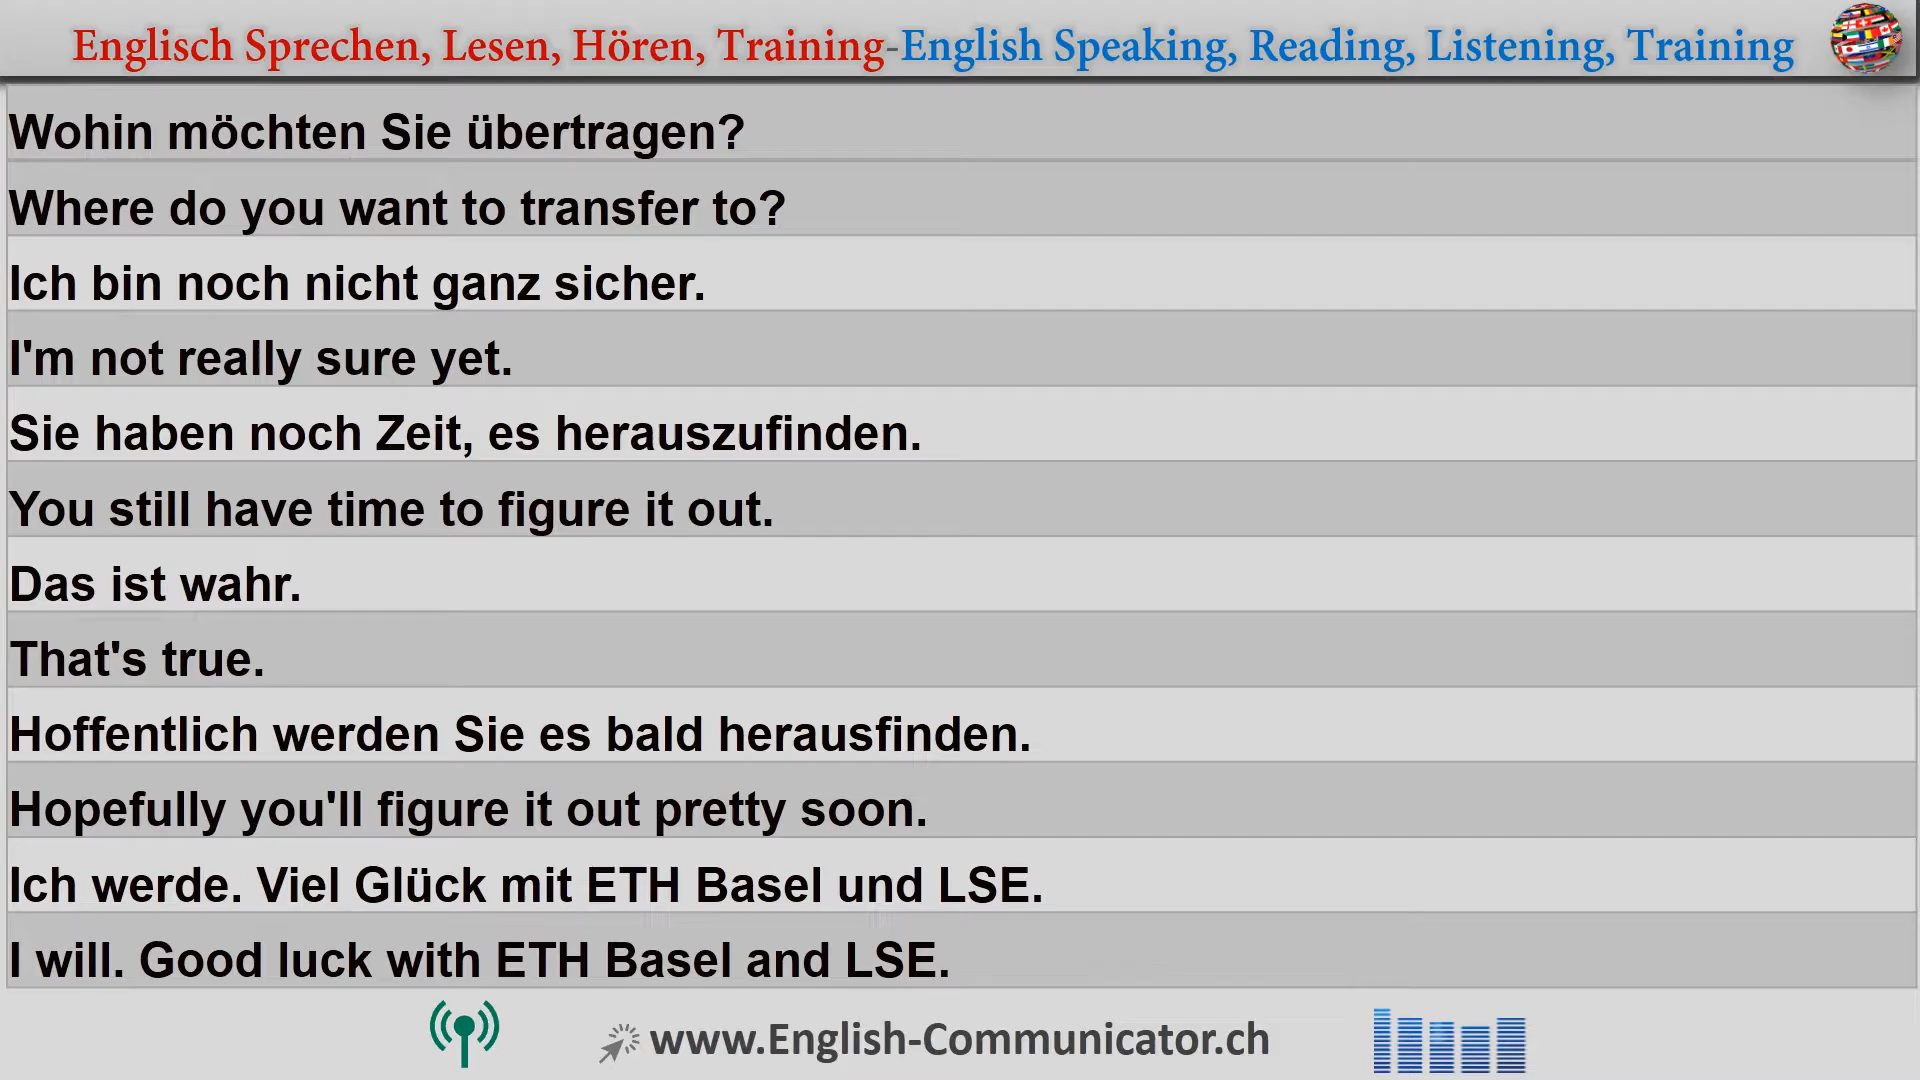 Englisch Sprechen, Lesen, Hören, Training-English Speaking, Reading, Listening, Training
Wohin möchten Sie übertragen?
Where do you want to transfer to?
Ich bin noch nicht ganz sicher.
I'm not really sure yet.
Sie haben noch Zeit, es herauszufinden.
You still have time to figure it out.
Das ist wahr.
That's true.
Hoffentlich werden Sie es bald herausfinden.
Hopefully you'll figure it out pretty soon.
Ich werde. Viel Glück mit ETH Basel und LSE.
I will. Good luck with ETH Basel and LSE.
www.English-Communicator.ch